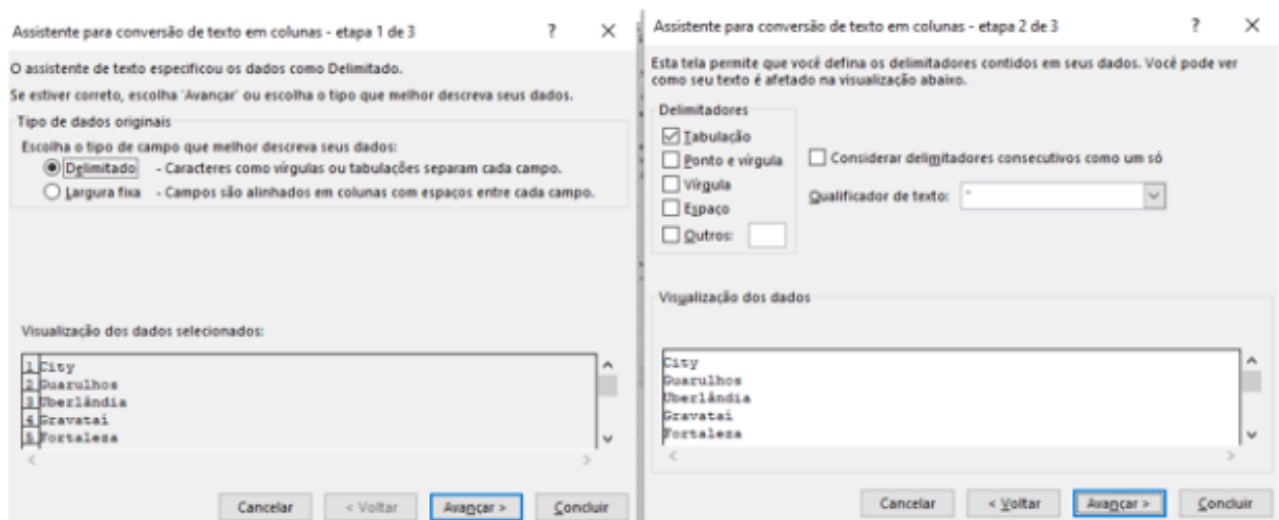 Assistente para conversão de texto em colunas - etapa 1 de 3
?
O assistente de texto especificou os dados como Delimitado.
Se estiver correto, escolha 'Avançar' ou escolha o tipo que melhor descreva seus dados.
Tipo de dados originais
Escolha o tipo de campo que melhor descreva seus dados:
Delimitado - Caracteres como vírgulas ou tabulações separam cada campo.
Largura fixa - Campos são alinhados em colunas com espaços entre cada campo.
Visualização dos dados selecionados:
1 City
2 Guarulhos
3 Uberlândia
4 Gravataí
5 Fortaleza
Cancelar < Voltar Avançar > Concluir
Assistente para conversão de texto em colunas - etapa 2 de 3
?
Esta tela permite que você defina os delimitadores contidos em seus dados. Você pode ver
como seu texto é afetado na visualização abaixo.
Delimitadores
Tabulação
Ponto e vírgula
Vírgula
Espaço
Outros:
Considerar delimitadores consecutivos como um só
Qualificador de texto: "
Visualização dos dados
City
Guarulhos
Uberlândia
Gravataí
Fortaleza
Cancelar < Voltar Avançar > Concluir